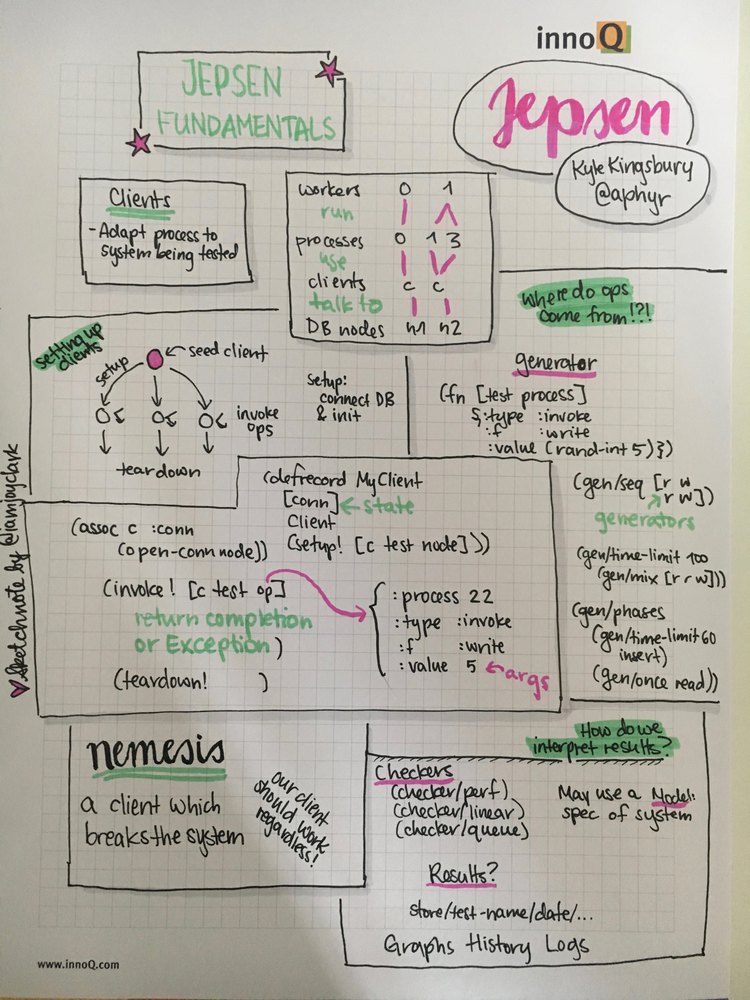 innoQ
JEPSEN
FUNDAMENTALS
Jepsen
Kyle Kingsbury
@aphyr
Clients
- Adapt process to
system being tested
workers 0 1
run
processes 0 1 3
use
clients c c
talk to
DB nodes n1 n2
where do ops
come from!?!
setting up
clients
setup
seed client
invoke
ops
teardown
setup:
connect DB
& init
generator
(fn [test process]
{:type :invoke
:f :write
:value (rand-int 5)})
(gen/seq [r w
r w])
generators
(gen/time-limit 100
(gen/mix [r r w]))
(gen/phases
(gen/time-limit 60
insert)
(gen/once read))
(defrecord MyClient
[conn] state
Client
(setup! [c test node]))
(assoc c :conn
(open-conn node))
(invoke! [c test op]
return completion
or Exception )
(teardown! )
{ :process 22
:type :invoke
:f :write
:value 5 args
Sketchnote by @iamjayclark
nemesis
a client which
breaks the system
our client
should work
regardless!
How do we
interpret results?
Checkers
(checker/perf)
(checker/linear)
(checker/queue)
May use a Model:
spec of system
Results?
store/test-name/date/...
Graphs History Logs
www.innoQ.com